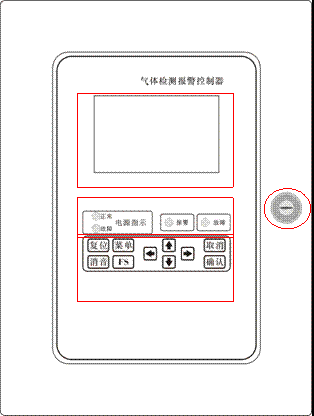 气体检测报警控制器
正常
电源指示
故障
报警
故障
复位 菜单
取消
消音 FS
确认